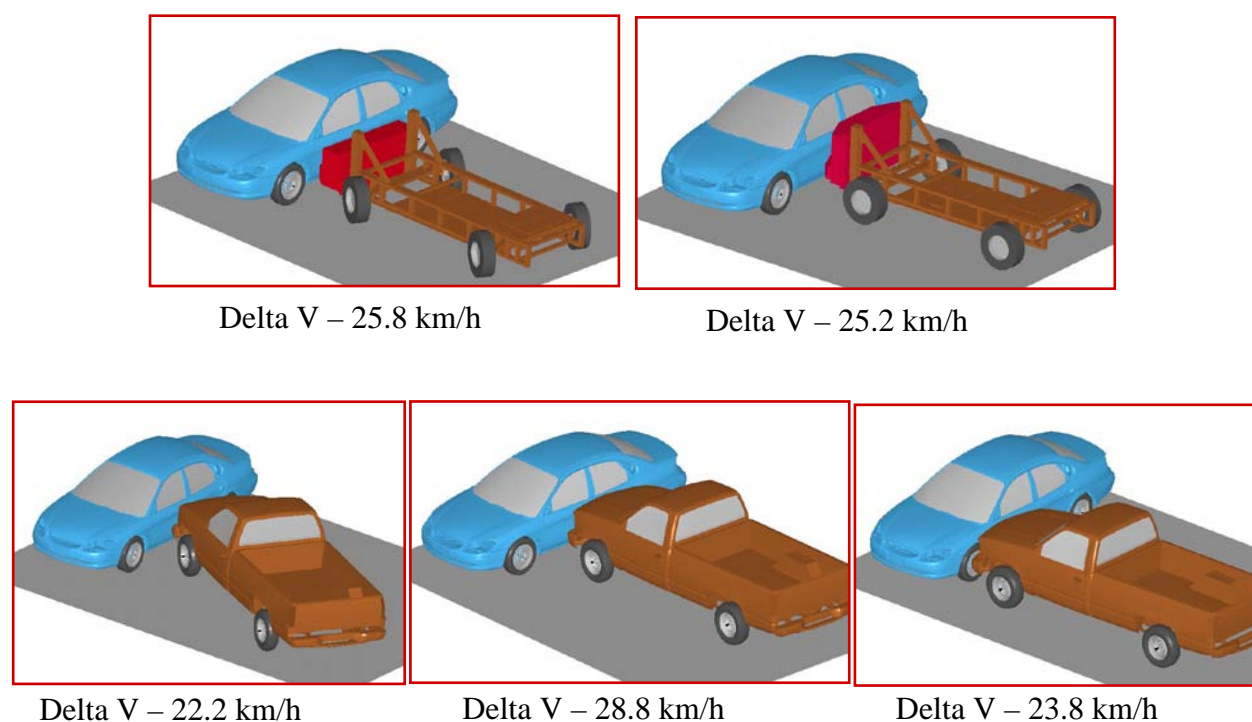 Delta V – 25.8 km/h
Delta V – 25.2 km/h
Delta V – 22.2 km/h
Delta V – 28.8 km/h
Delta V – 23.8 km/h